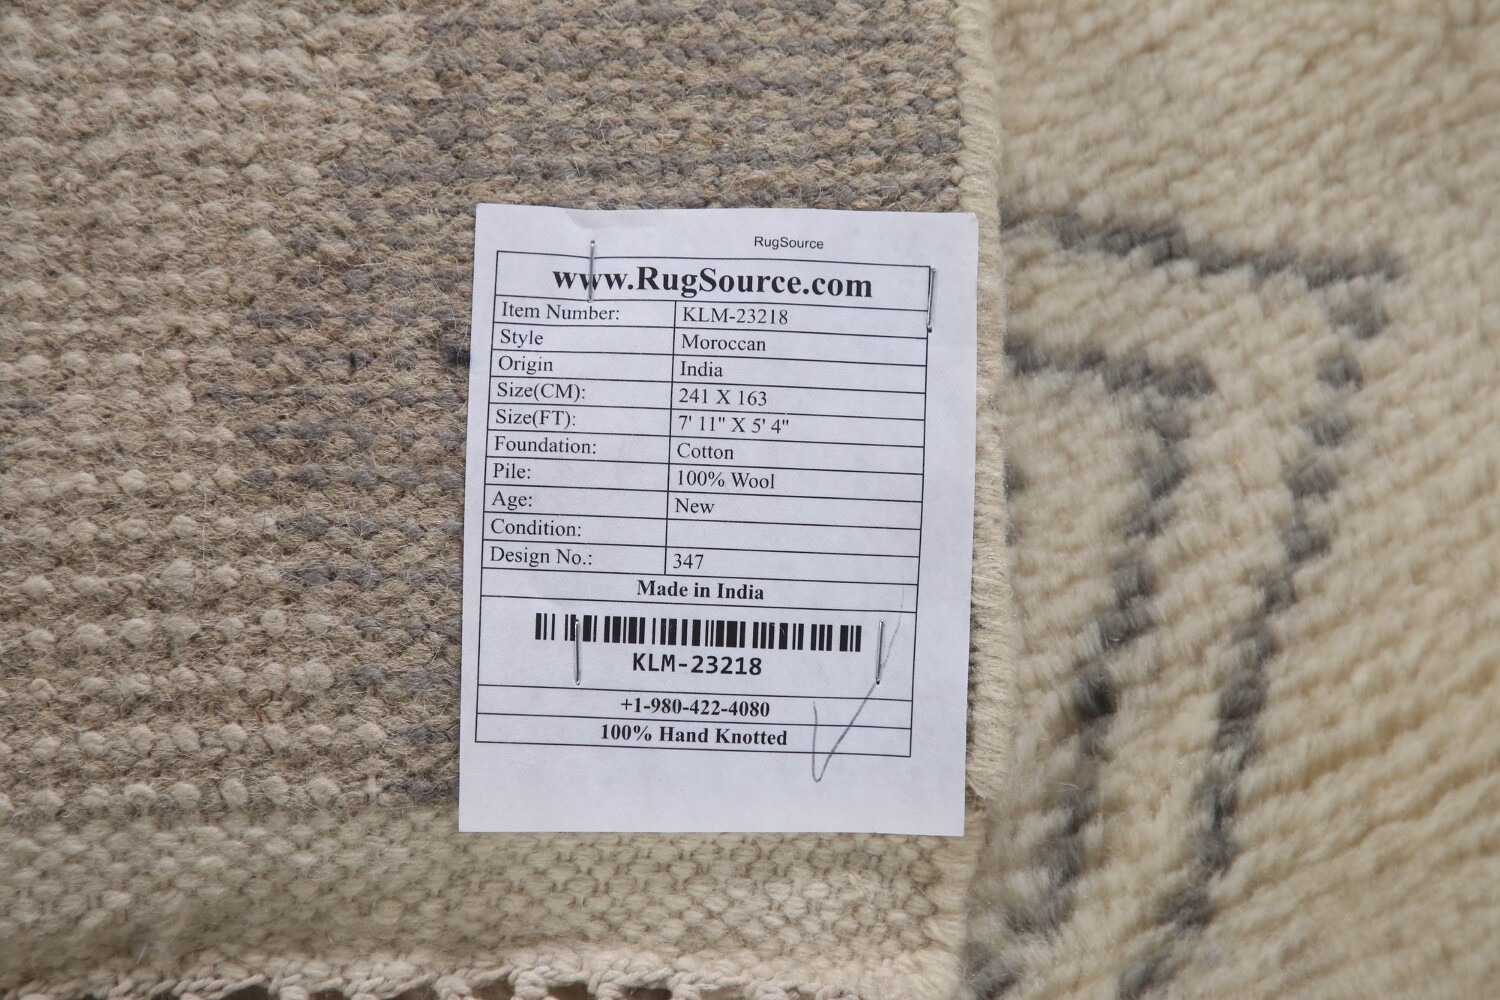 RugSource
www.RugSource.com
Item Number: KLM-23218
Style Moroccan
Origin India
Size(CM): 241 X 163
Size(FT): 7' 11" X 5' 4"
Foundation: Cotton
Pile: 100% Wool
Age: New
Condition:
Design No.: 347
Made in India
KLM-23218
+1-980-422-4080
100% Hand Knotted